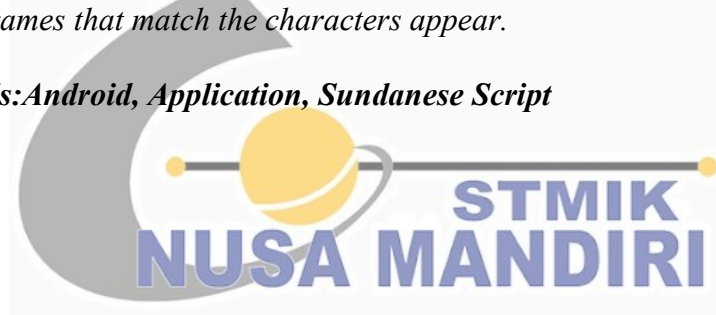 ames that match the characters appear.
s:Android, Application, Sundanese Script
STMIK
NUSA MANDIRI